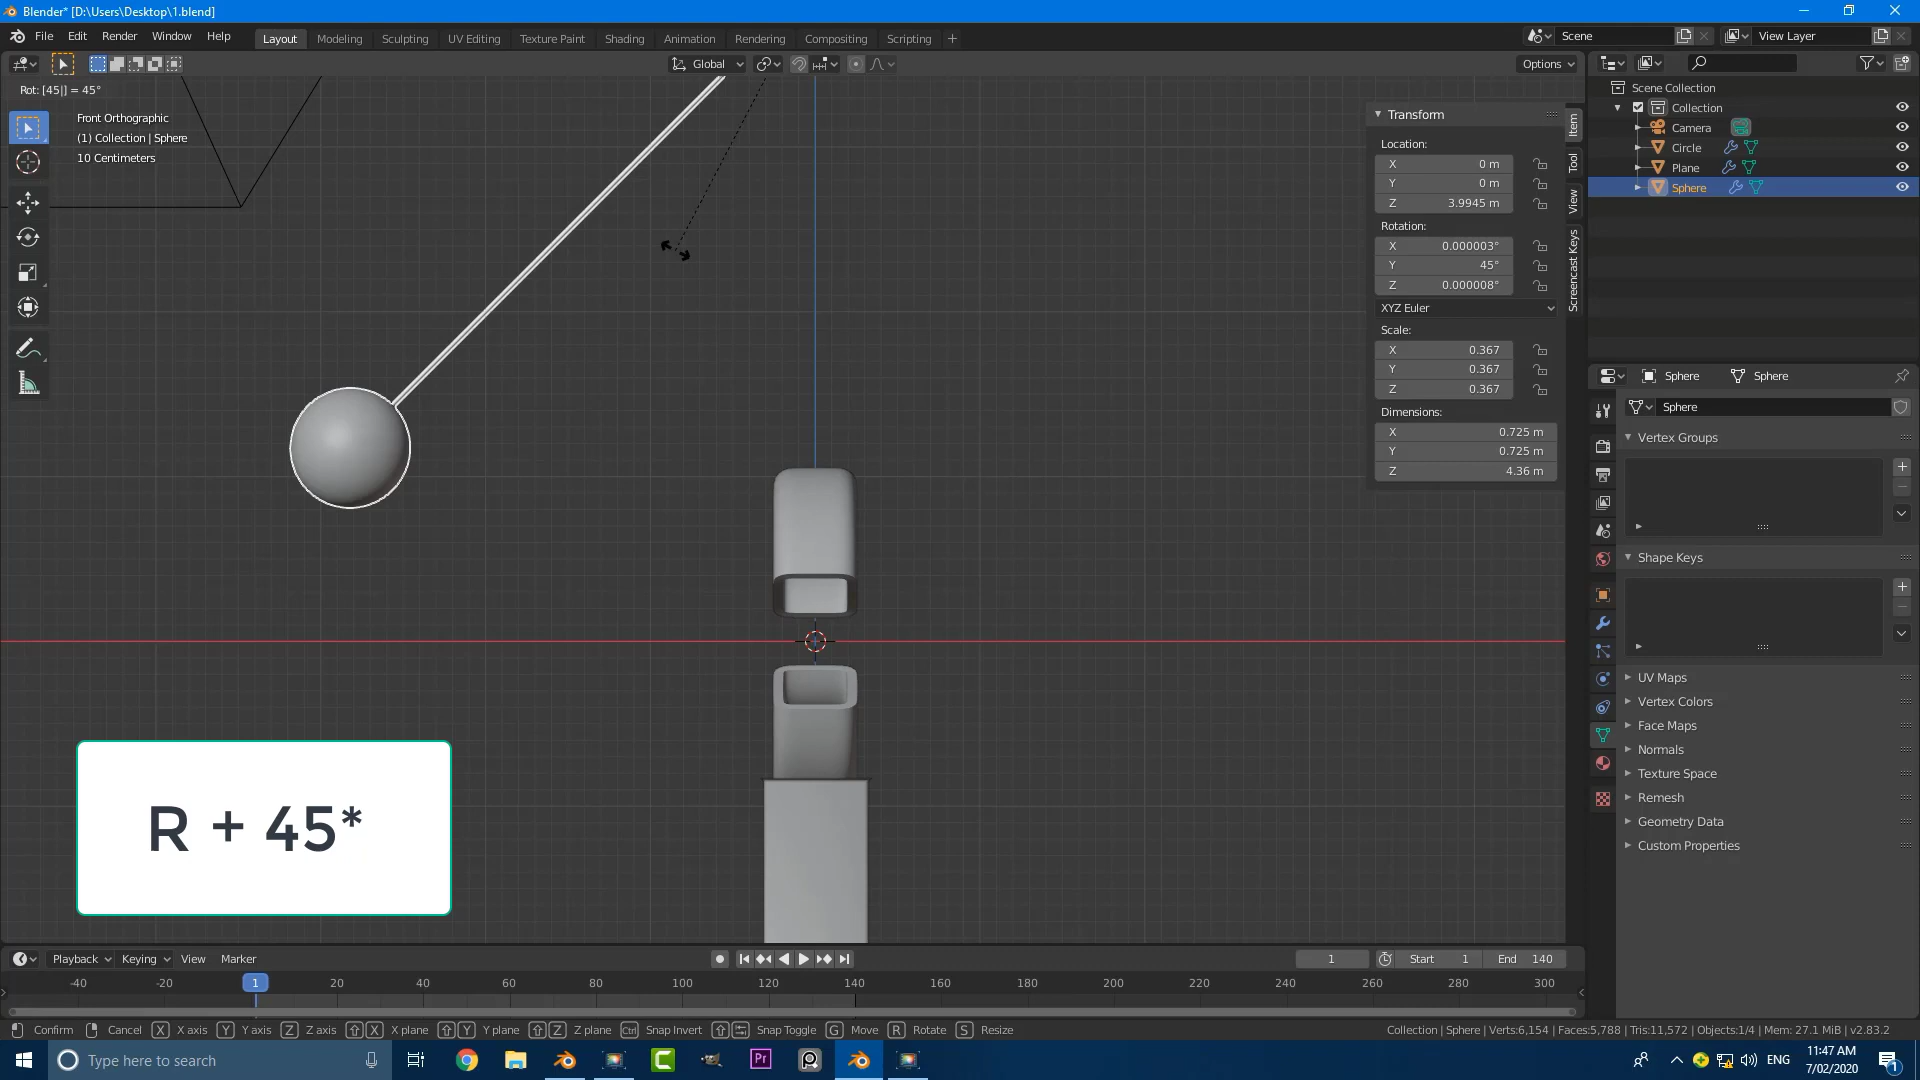 Blender* [D:\Users\Desktop\1.blend]
File Edit Render Window Help Layout Modeling Sculpting UV Editing Texture Paint Shading Animation Rendering Compositing Scripting + Scene View Layer
Global Options
Rot: [45|] = 45°
Front Orthographic
(1) Collection | Sphere
10 Centimeters
Transform
Location:
X 0 m
Y 0 m
Z 3.9945 m
Rotation:
X 0.000003°
Y 45°
Z 0.000008°
XYZ Euler
Scale:
X 0.367
Y 0.367
Z 0.367
Dimensions:
X 0.725 m
Y 0.725 m
Z 4.36 m
Item
Tool
View
Screencast Keys
Scene Collection
Collection
Camera
Circle
Plane
Sphere
Sphere Sphere
Sphere
Vertex Groups
Shape Keys
UV Maps
Vertex Colors
Face Maps
Normals
Texture Space
Remesh
Geometry Data
Custom Properties
R + 45*
Playback Keying View Marker 1 Start 1 End 140
-40 -20 1 20 40 60 80 100 120 140 160 180 200 220 240 260 280 300
Confirm Cancel X X axis Y Y axis Z Z axis X X plane Y Y plane Z Z plane Ctrl Snap Invert Snap Toggle G Move R Rotate S Resize Collection | Sphere | Verts:6,154 | Faces:5,788 | Tris:11,572 | Objects:1/4 | Mem: 27.1 MiB | v2.83.2
Type here to search Pr ENG 11:47 AM
7/02/2020 1